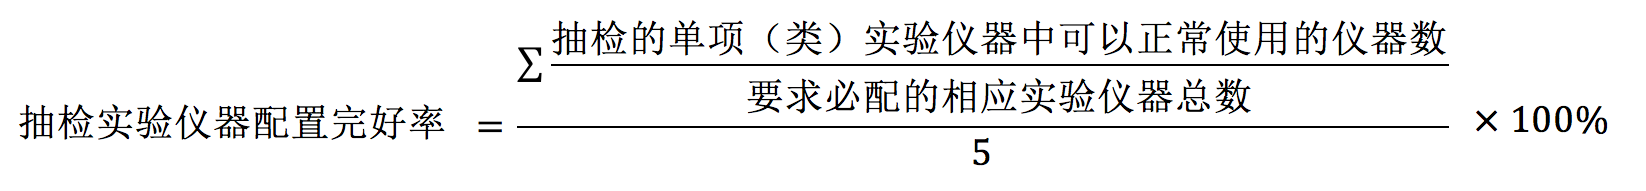 ∑ 抽检的单项（类）实验仪器中可以正常使用的仪器数
要求必配的相应实验仪器总数
抽检实验仪器配置完好率 = × 100%
5